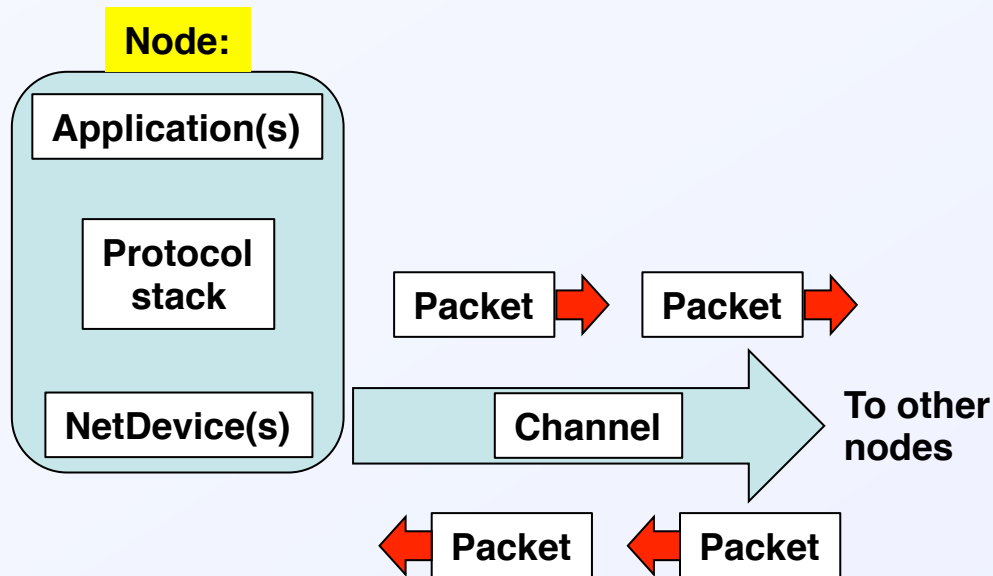 Node:
Application(s)
Protocol
stack
Packet
Packet
NetDevice(s)
Channel
To other
nodes
Packet
Packet